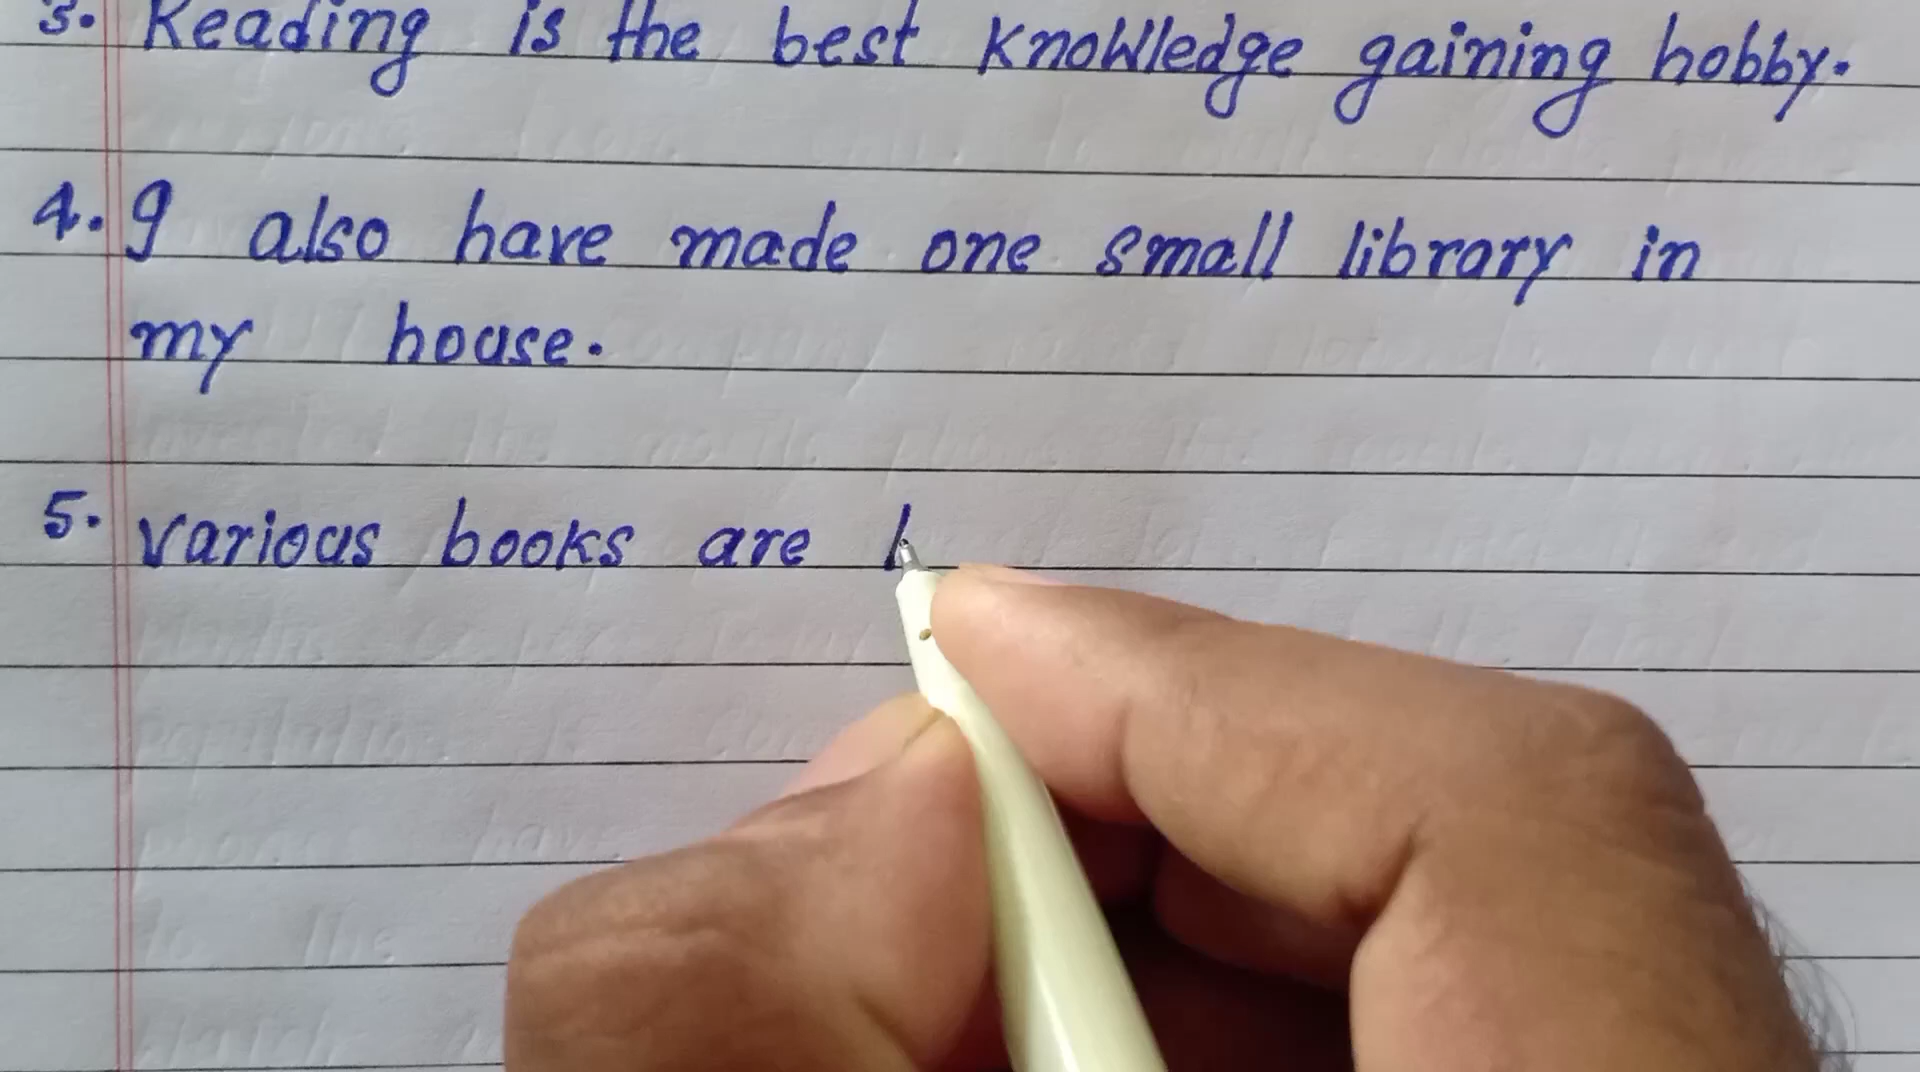 3. Reading is the best knowledge gaining hobby.
4. I also have made one small library in
my house.
5. various books are